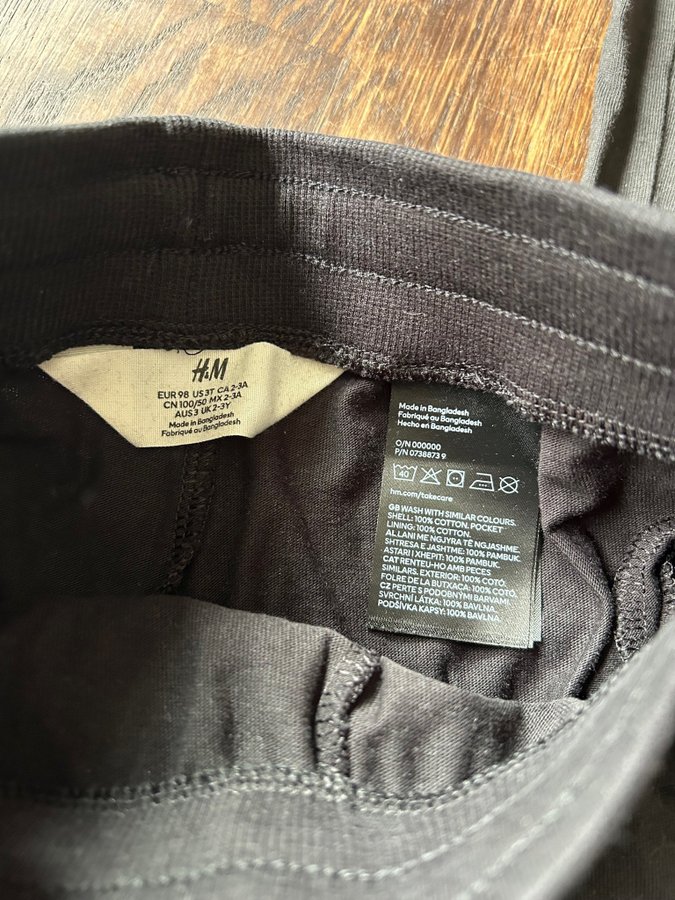 H&M
EUR 98 US 3T CA 2-3A
CN 100/50 MX 2-3A
AUS 3 UK 2-3Y
Made in Bangladesh
Fabriqué au Bangladesh
Made in Bangladesh
Fabriqué au Bangladesh
Hecho en Bangladesh
O/N 000000
P/N 0738873 9
40
hm.com/takecare
GB WASH WITH SIMILAR COLOURS.
SHELL: 100% COTTON. POCKET
LINING: 100% COTTON.
AL LANI ME NGJYRA TË NGJASHME.
SHTRESA E JASHTME: 100% PAMBUK.
ASTARI I XHEPIT: 100% PAMBUK.
CAT RENTEU-HO AMB PECES
SIMILARS. EXTERIOR: 100% COTÓ.
FOLRE DE LA BUTXACA: 100% COTÓ.
CZ PERTE S PODOBNÝMI BARVAMI
SVRCHNÍ LÁTKA: 100% BAVLNA.
PODŠÍVKA KAPSY: 100% BAVLNA.